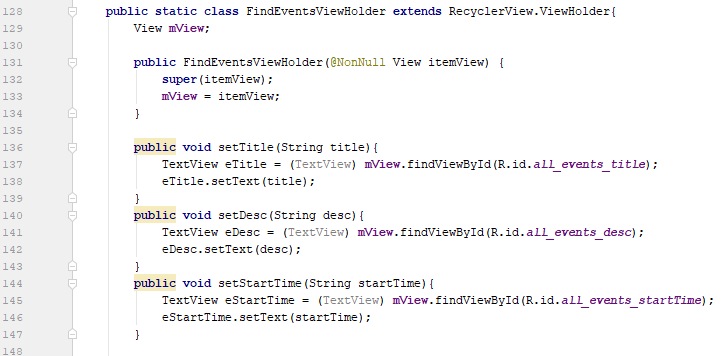 128 public static class FindEventsViewHolder extends RecyclerView.ViewHolder{
129 View mView;
130
131 public FindEventsViewHolder(@NonNull View itemView) {
132 super(itemView);
133 mView = itemView;
134 }
135
136 public void setTitle(String title){
137 TextView eTitle = (TextView) mView.findViewById(R.id.all_events_title);
138 eTitle.setText(title);
139 }
140 public void setDesc(String desc){
141 TextView eDesc = (TextView) mView.findViewById(R.id.all_events_desc);
142 eDesc.setText(desc);
143 }
144 public void setStartTime(String startTime){
145 TextView eStartTime = (TextView) mView.findViewById(R.id.all_events_startTime);
146 eStartTime.setText(startTime);
147 }
148